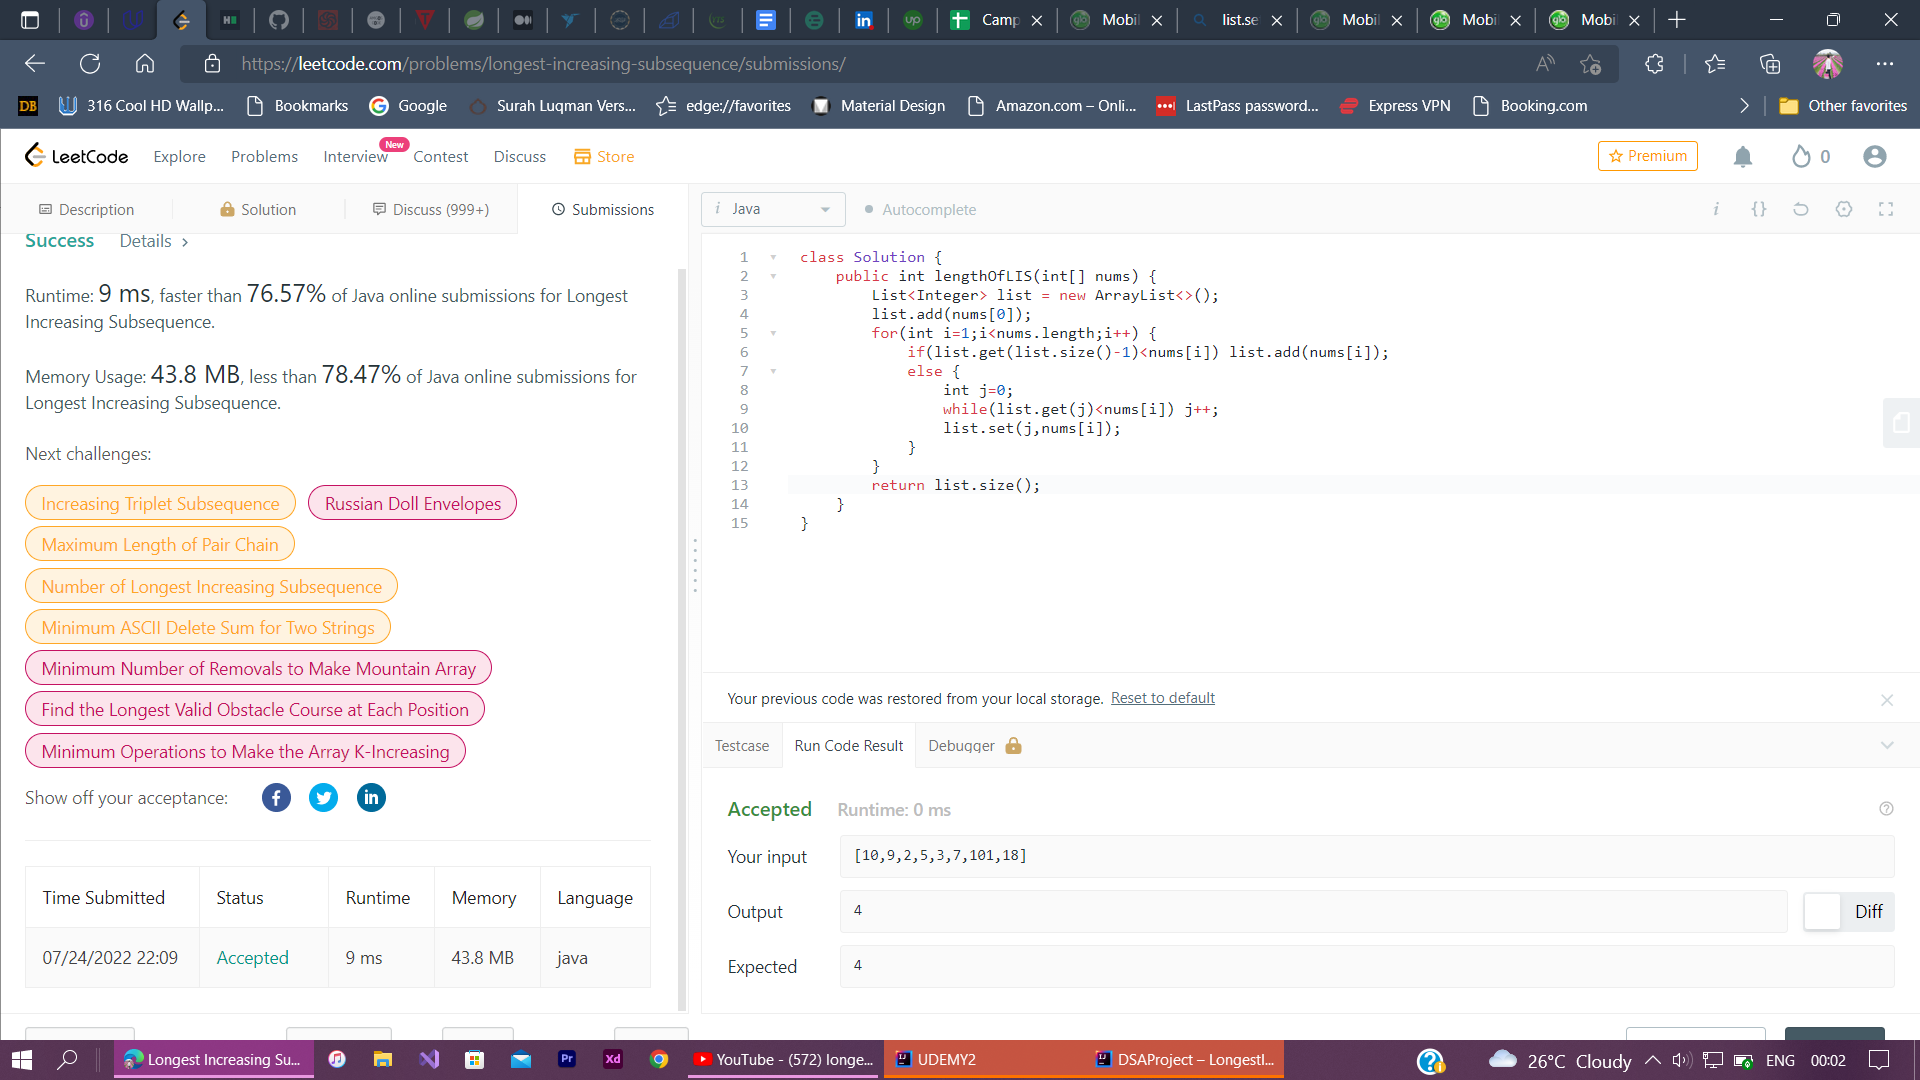 Camp
Mobil
list.se
Mobil
Mobi
Mobi
https://leetcode.com/problems/longest-increasing-subsequence/submissions/
316 Cool HD Wallp...
Bookmarks
Google
Surah Luqman Vers...
edge://favorites
Material Design
Amazon.com – Onli...
LastPass password...
Express VPN
Booking.com
Other favorites
LeetCode
Explore
Problems
Interview
New
Contest
Discuss
Store
Premium
0
Description
Solution
Discuss (999+)
Submissions
Success
Details >
Runtime: 9 ms, faster than 76.57% of Java online submissions for Longest
Increasing Subsequence.
Memory Usage: 43.8 MB, less than 78.47% of Java online submissions for
Longest Increasing Subsequence.
Next challenges:
Increasing Triplet Subsequence
Russian Doll Envelopes
Maximum Length of Pair Chain
Number of Longest Increasing Subsequence
Minimum ASCII Delete Sum for Two Strings
Minimum Number of Removals to Make Mountain Array
Find the Longest Valid Obstacle Course at Each Position
Minimum Operations to Make the Array K-Increasing
Show off your acceptance:
Time Submitted Status Runtime Memory Language
07/24/2022 22:09 Accepted 9 ms 43.8 MB java
i Java
Autocomplete
1 class Solution {
2 public int lengthOfLIS(int[] nums) {
3 List<Integer> list = new ArrayList<>();
4 list.add(nums[0]);
5 for(int i=1;i<nums.length;i++) {
6 if(list.get(list.size()-1)<nums[i]) list.add(nums[i]);
7 else {
8 int j=0;
9 while(list.get(j)<nums[i]) j++;
10 list.set(j,nums[i]);
11 }
12 }
13 return list.size();
14 }
15 }
Your previous code was restored from your local storage. Reset to default
Testcase
Run Code Result
Debugger
Accepted Runtime: 0 ms
Your input [10,9,2,5,3,7,101,18]
Output 4
Diff
Expected 4
Longest Increasing Su...
Pr
Xd
YouTube - (572) longe...
UDEMY2
DSAProject – LongestI...
26°C Cloudy
ENG
00:02